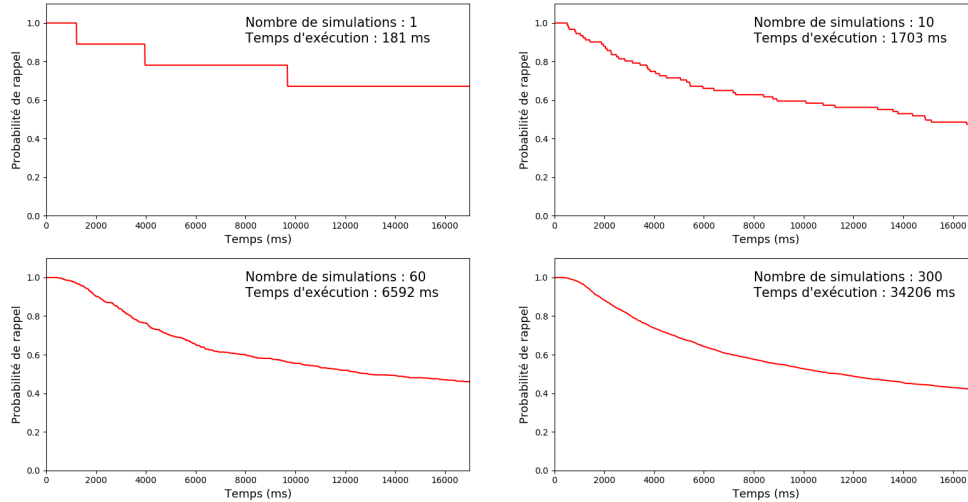 Nombre de simulations : 1
Temps d'exécution : 181 ms
Probabilité de rappel
1.0
0.8
0.6
0.4
0.2
0.0
0 2000 4000 6000 8000 10000 12000 14000 16000
Temps (ms)
Nombre de simulations : 10
Temps d'exécution : 1703 ms
Probabilité de rappel
1.0
0.8
0.6
0.4
0.2
0.0
0 2000 4000 6000 8000 10000 12000 14000 16000
Temps (ms)
Nombre de simulations : 60
Temps d'exécution : 6592 ms
Probabilité de rappel
1.0
0.8
0.6
0.4
0.2
0.0
0 2000 4000 6000 8000 10000 12000 14000 16000
Temps (ms)
Nombre de simulations : 300
Temps d'exécution : 34206 ms
Probabilité de rappel
1.0
0.8
0.6
0.4
0.2
0.0
0 2000 4000 6000 8000 10000 12000 14000 16000
Temps (ms)